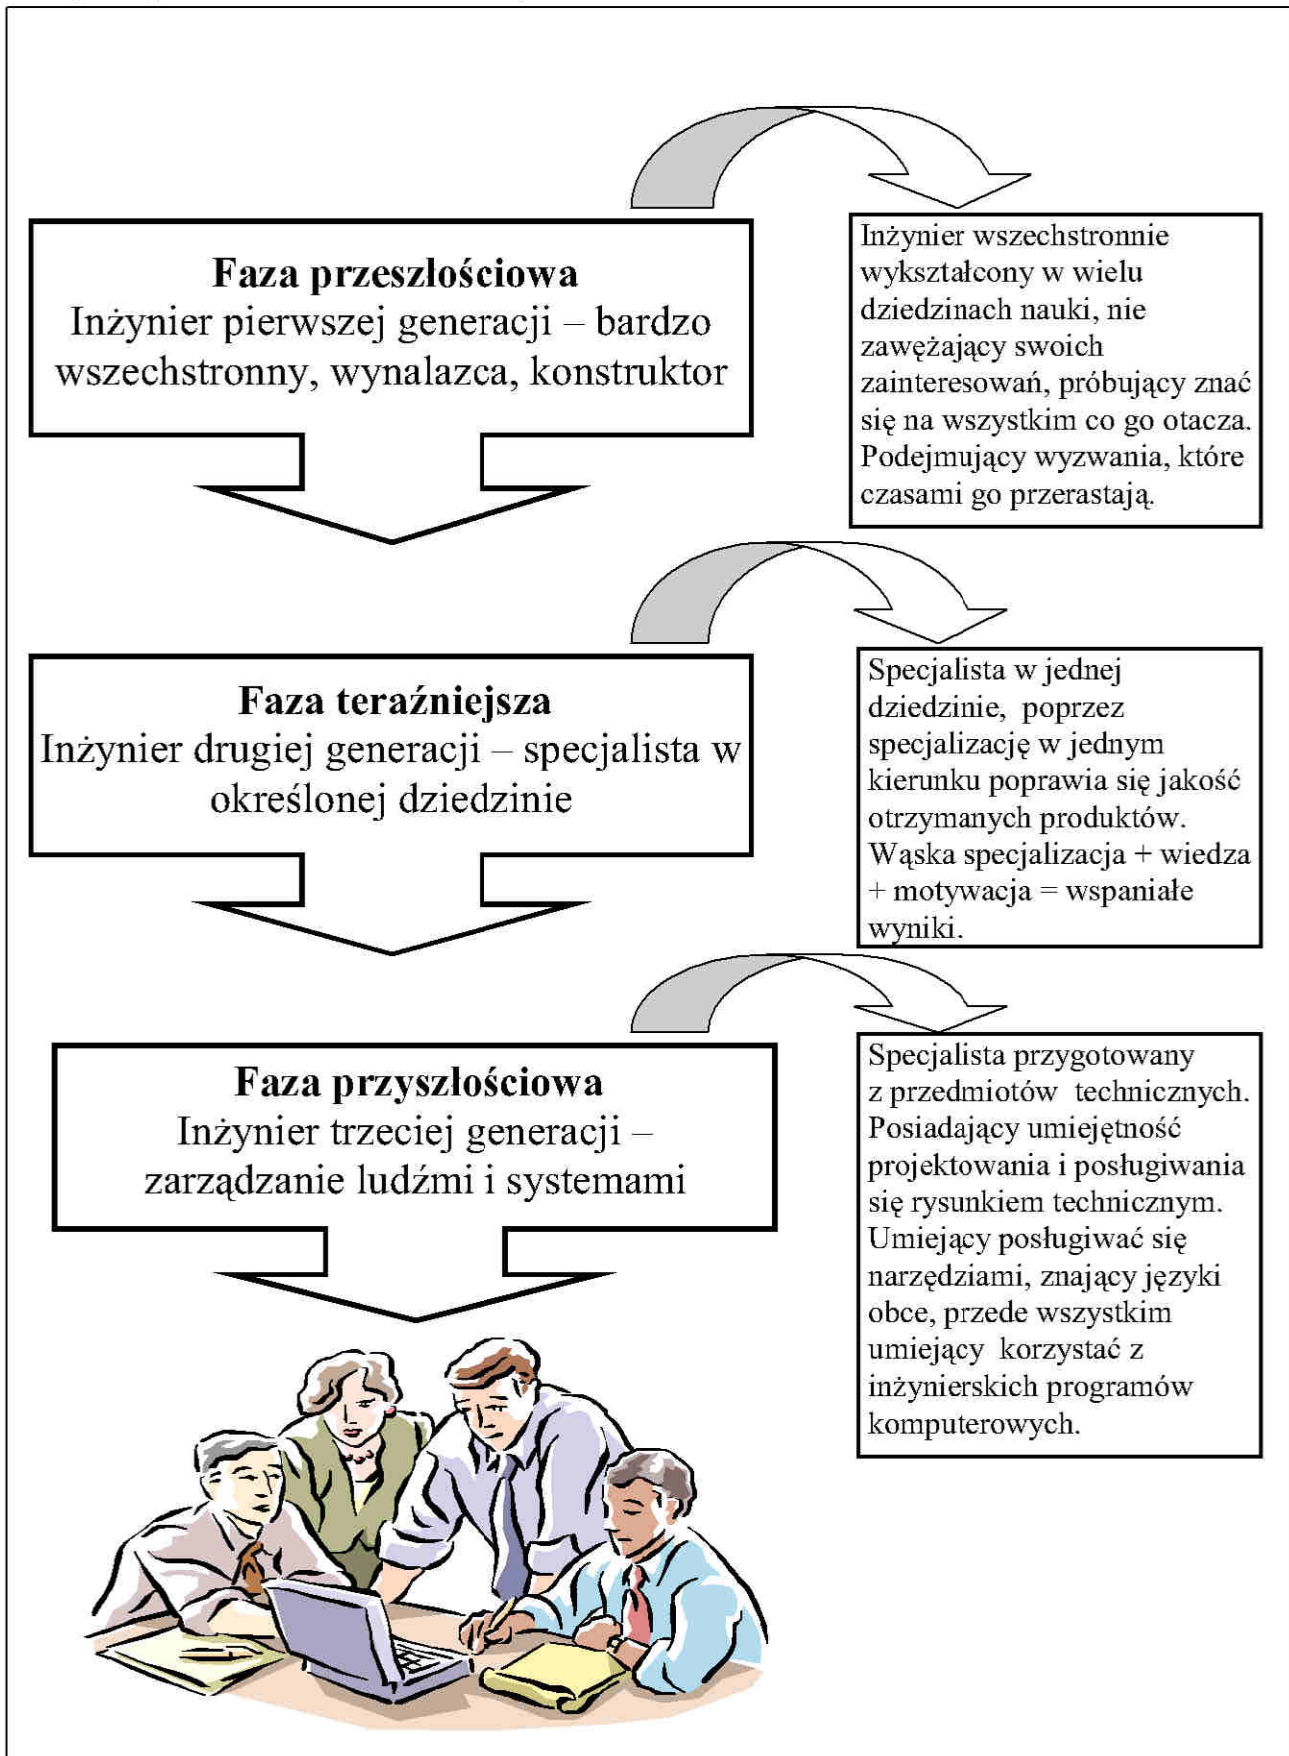 Faza przeszłościowa
Inżynier pierwszej generacji – bardzo
wszechstronny, wynalazca, konstruktor
Inżynier wszechstronnie
wykształcony w wielu
dziedzinach nauki, nie
zawężający swoich
zainteresowań, próbujący znać
się na wszystkim co go otacza.
Podejmujący wyzwania, które
czasami go przerastają.
Faza teraźniejsza
Inżynier drugiej generacji – specjalista w
określonej dziedzinie
Specjalista w jednej
dziedzinie, poprzez
specjalizację w jednym
kierunku poprawia się jakość
otrzymanych produktów.
Wąska specjalizacja + wiedza
+ motywacja = wspaniałe
wyniki.
Faza przyszłościowa
Inżynier trzeciej generacji –
zarządzanie ludźmi i systemami
Specjalista przygotowany
z przedmiotów technicznych.
Posiadający umiejętność
projektowania i posługiwania
się rysunkiem technicznym.
Umiejący posługiwać się
narzędziami, znający języki
obce, przede wszystkim
umiejący korzystać z
inżynierskich programów
komputerowych.